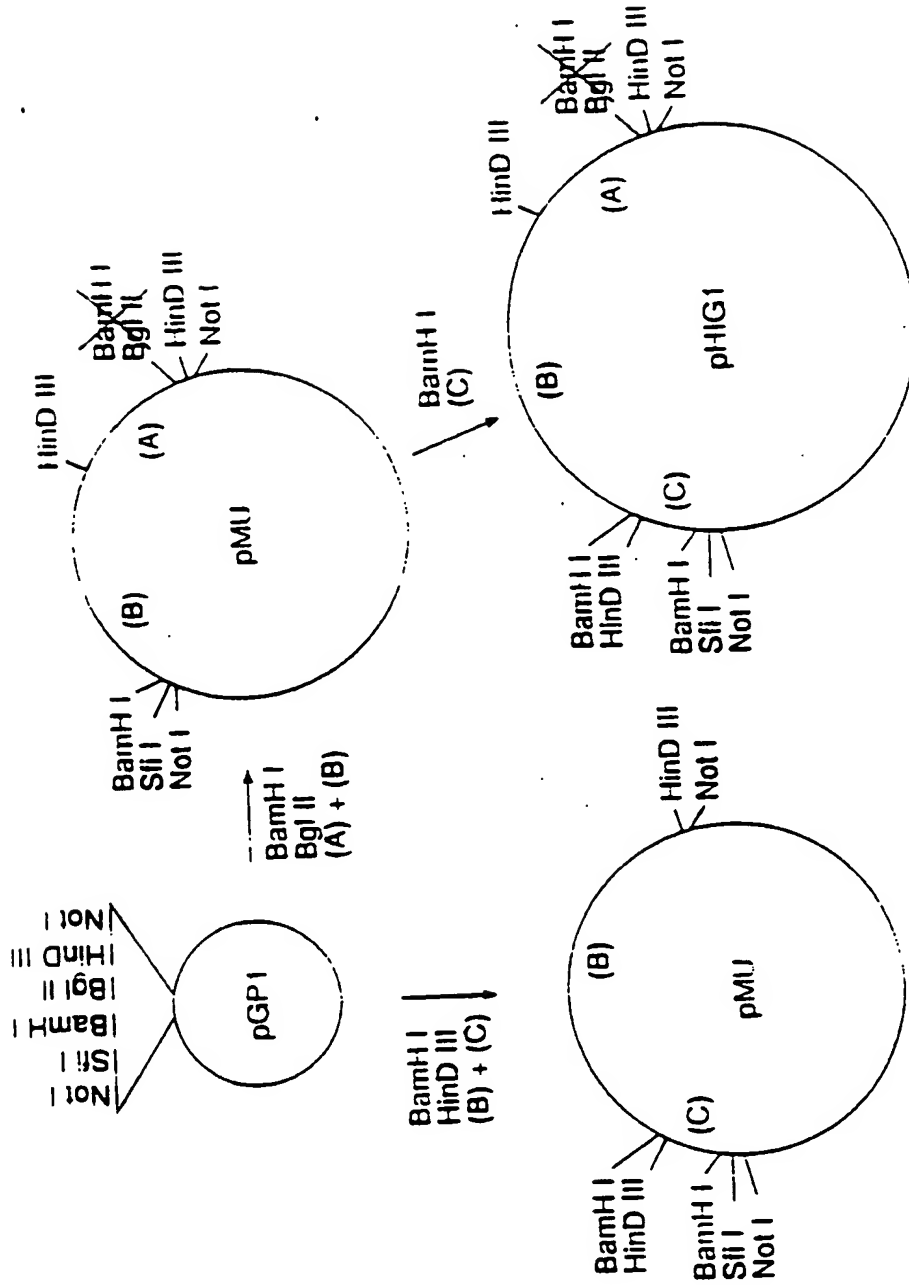 Not I
Sfi I
BamH I
Bgl II
HinD III
Not I
pGP1
BamH I
Bgl II
(A) + (B)
BamH I
Sfi I
Not I
(B)
HinD III
(A)
BamH I
Bgl II
HinD III
Not I
pMU
BamH I
HinD III
(B) + (C)
BamH I
(C)
BamH I
HinD III
(C)
BamH I
Sfi I
Not I
(B)
HinD III
Not I
pMU
BamH I
HinD III
(C)
BamH I
Sfi I
Not I
(B)
HinD III
(A)
BamH I
Bgl II
HinD III
Not I
pHIG1